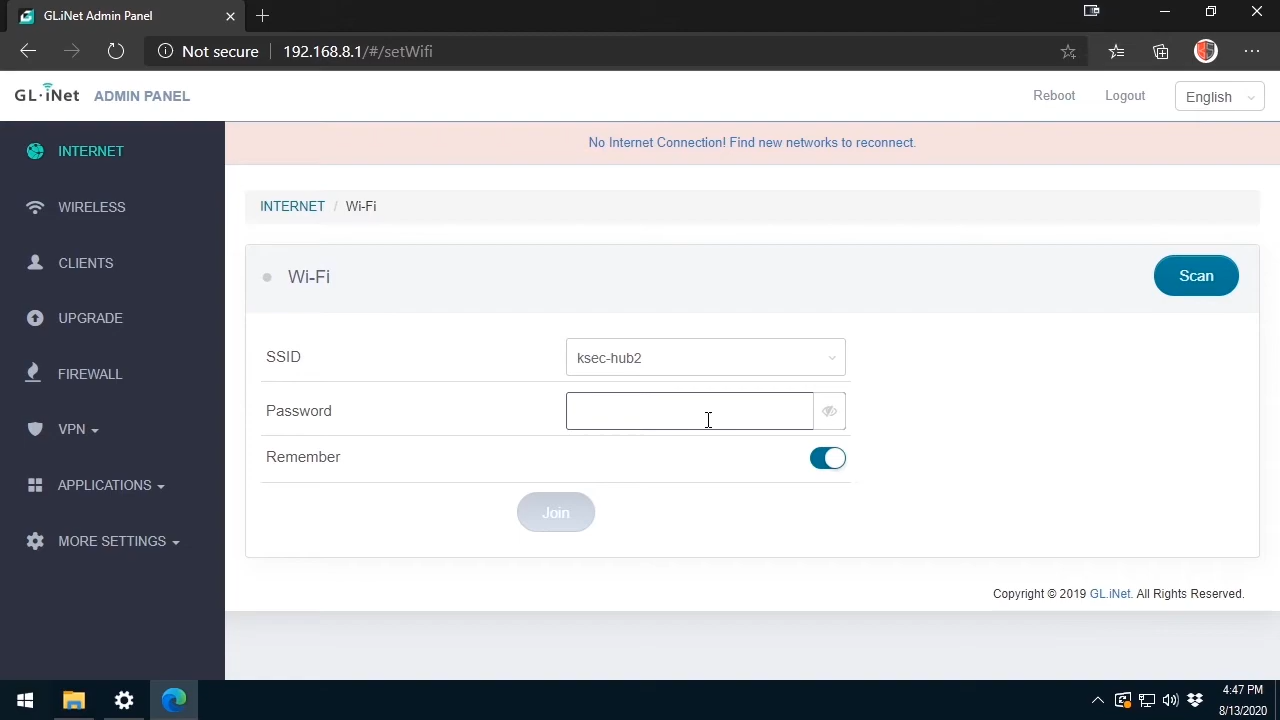 GLiNet Admin Panel
Not secure
192.168.8.1/#/setWifi
GL·iNet ADMIN PANEL
Reboot
Logout
English
INTERNET
WIRELESS
CLIENTS
UPGRADE
FIREWALL
VPN
APPLICATIONS
MORE SETTINGS
No Internet Connection! Find new networks to reconnect.
INTERNET / Wi-Fi
Wi-Fi
Scan
SSID
ksec-hub2
Password
Remember
Join
Copyright © 2019 GL.iNet. All Rights Reserved.
4:47 PM
8/13/2020